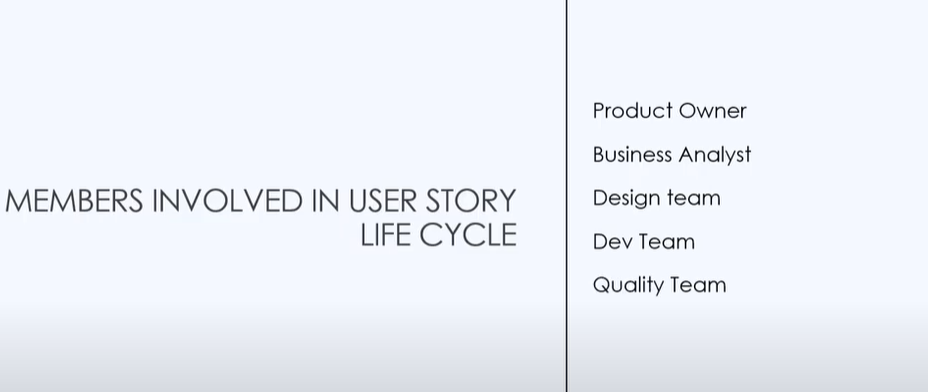 MEMBERS INVOLVED IN USER STORY
LIFE CYCLE
Product Owner
Business Analyst
Design team
Dev Team
Quality Team